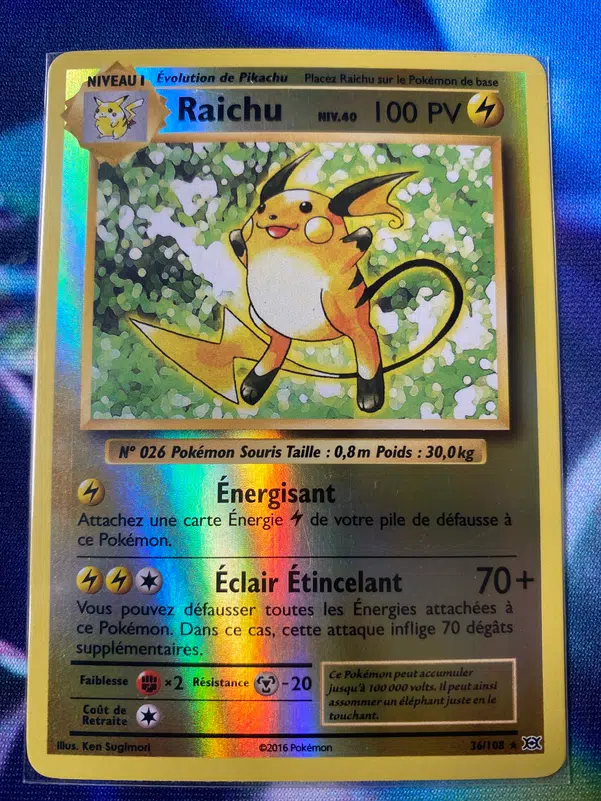 NIVEAU 1 Évolution de Pikachu Placez Raichu sur le Pokémon de base
Raichu NIV.40 100 PV
N° 026 Pokémon Souris Taille : 0,8 m Poids : 30,0 kg
Énergisant
Attachez une carte Énergie de votre pile de défausse à
ce Pokémon.
Éclair Étincelant 70+
Vous pouvez défausser toutes les Énergies attachées à
ce Pokémon. Dans ce cas, cette attaque inflige 70 dégâts
supplémentaires.
Faiblesse ×2 Résistance -20
Coût de
Retraite
Ce Pokémon peut accumuler
jusqu'à 100 000 volts. Il peut ainsi
assommer un éléphant juste en le
touchant.
Illus. Ken Sugimori ©2016 Pokémon 36/108 ★